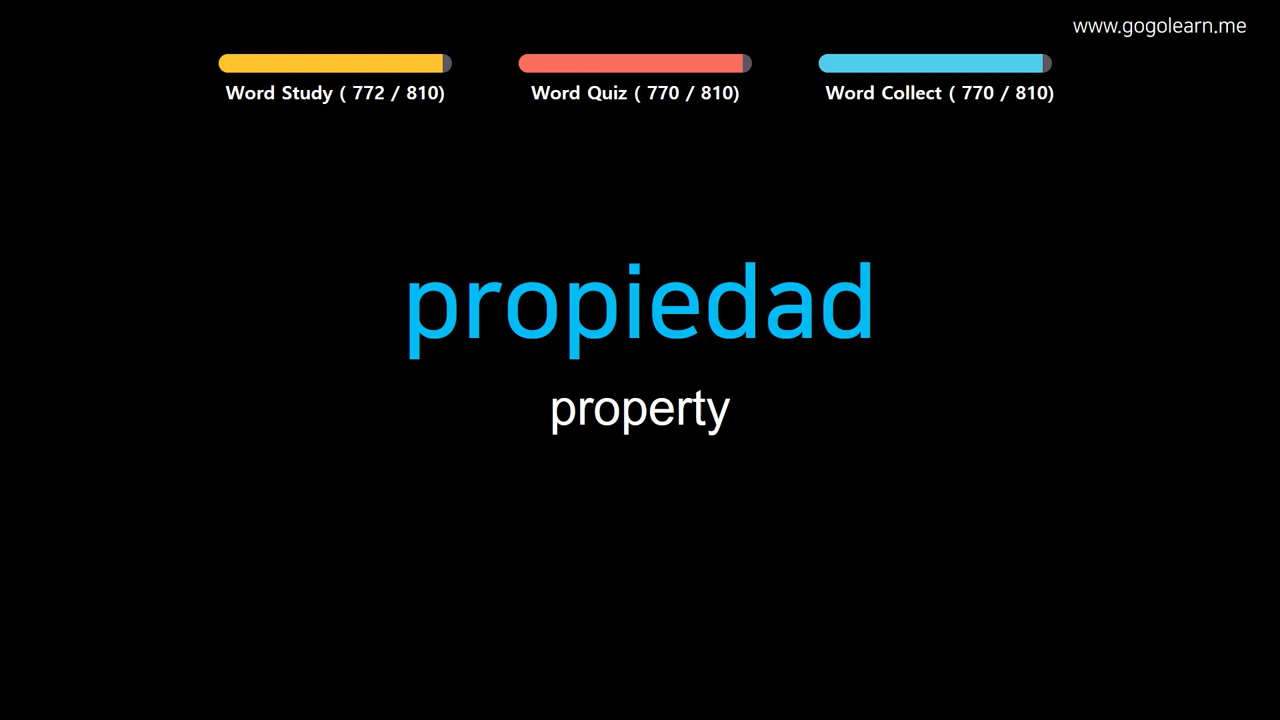 www.gogolearn.me
Word Study ( 772 / 810)
Word Quiz ( 770 / 810)
Word Collect ( 770 / 810)
propiedad
property